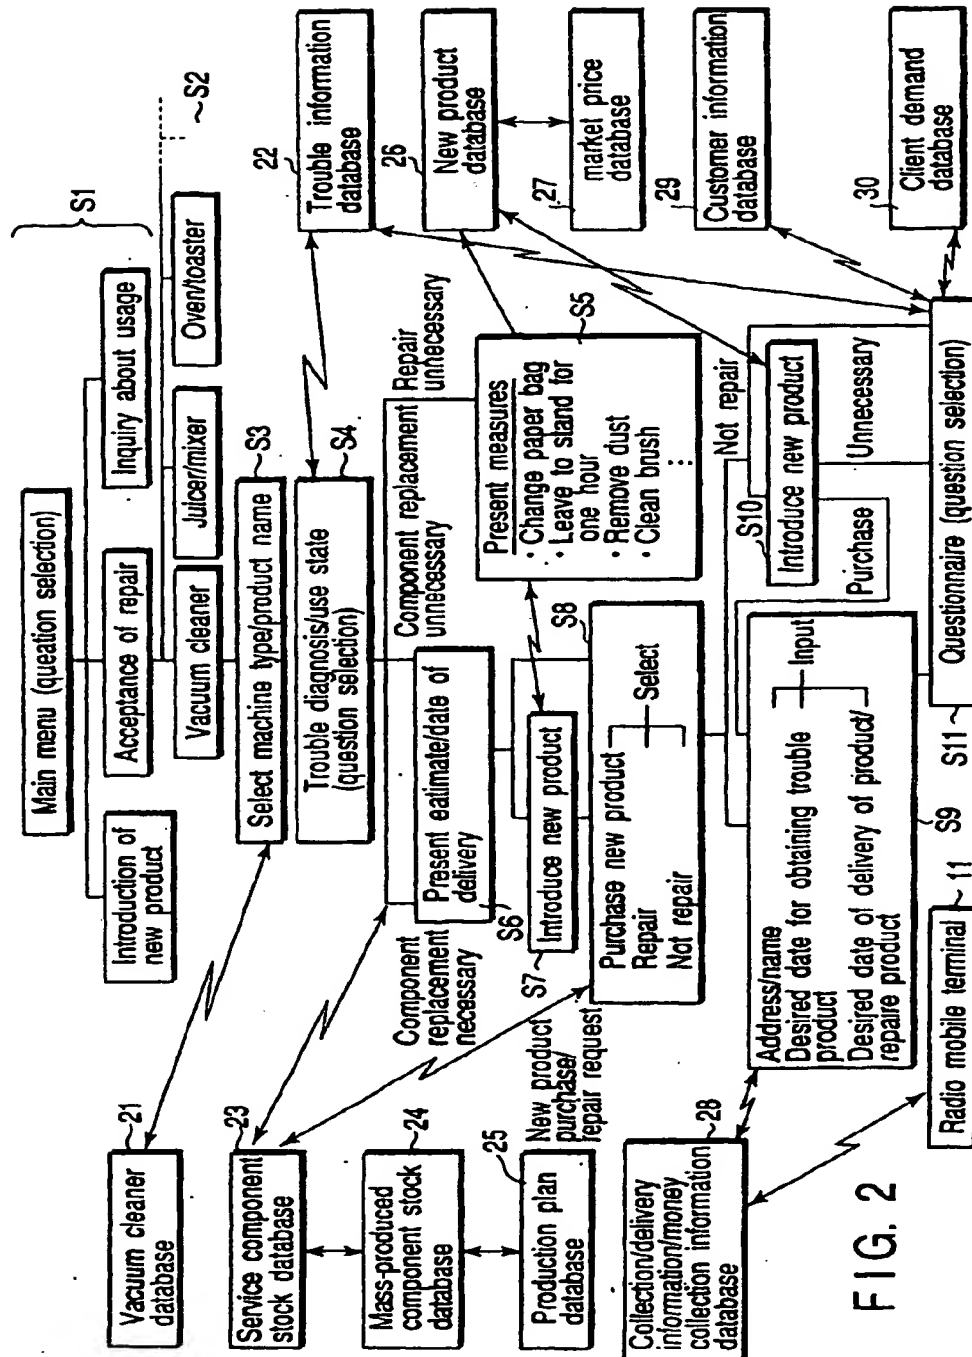 Main menu (queation selection)
S1
Introduction of
new product
Acceptance of repair
Inquiry about usage
~S2
Vacuum cleaner
Juicer/mixer
Oven/toaster
21
Vacuum cleaner
database
Select machine type/product name
S3
22
Trouble information
database
Trouble diagnosis/use state
(question selection)
S4
23
Service component
stock database
Component replacement
unnecessary
Repair
unnecessary
26
New product
database
24
Mass-produced
component stock
database
Component
replacement
necessary
Present eatimate/date of
delivery
S6
Present measures
· Change paper bag
· Leave to stand for
one hour
· Remove dust
· Clean brush
S5
27
market price
database
25
Production plan
database
S7
Introduce new product
New product
purchase/
repair request
S8
Purchase new product
Repair
Not repair
Select
29
Customer information
database
28
Collection/delivery
information/money
collection information
database
Not repair
S10
Introduce new product
Purchase
Unnecessary
Address/name
Desired date for obtaining trouble
product
Desired date of delivery of product/
repaire product
Input
S9
30
Client demand
database
Radio mobile terminal
11
S11
Questionnaire (question selection)
FIG. 2